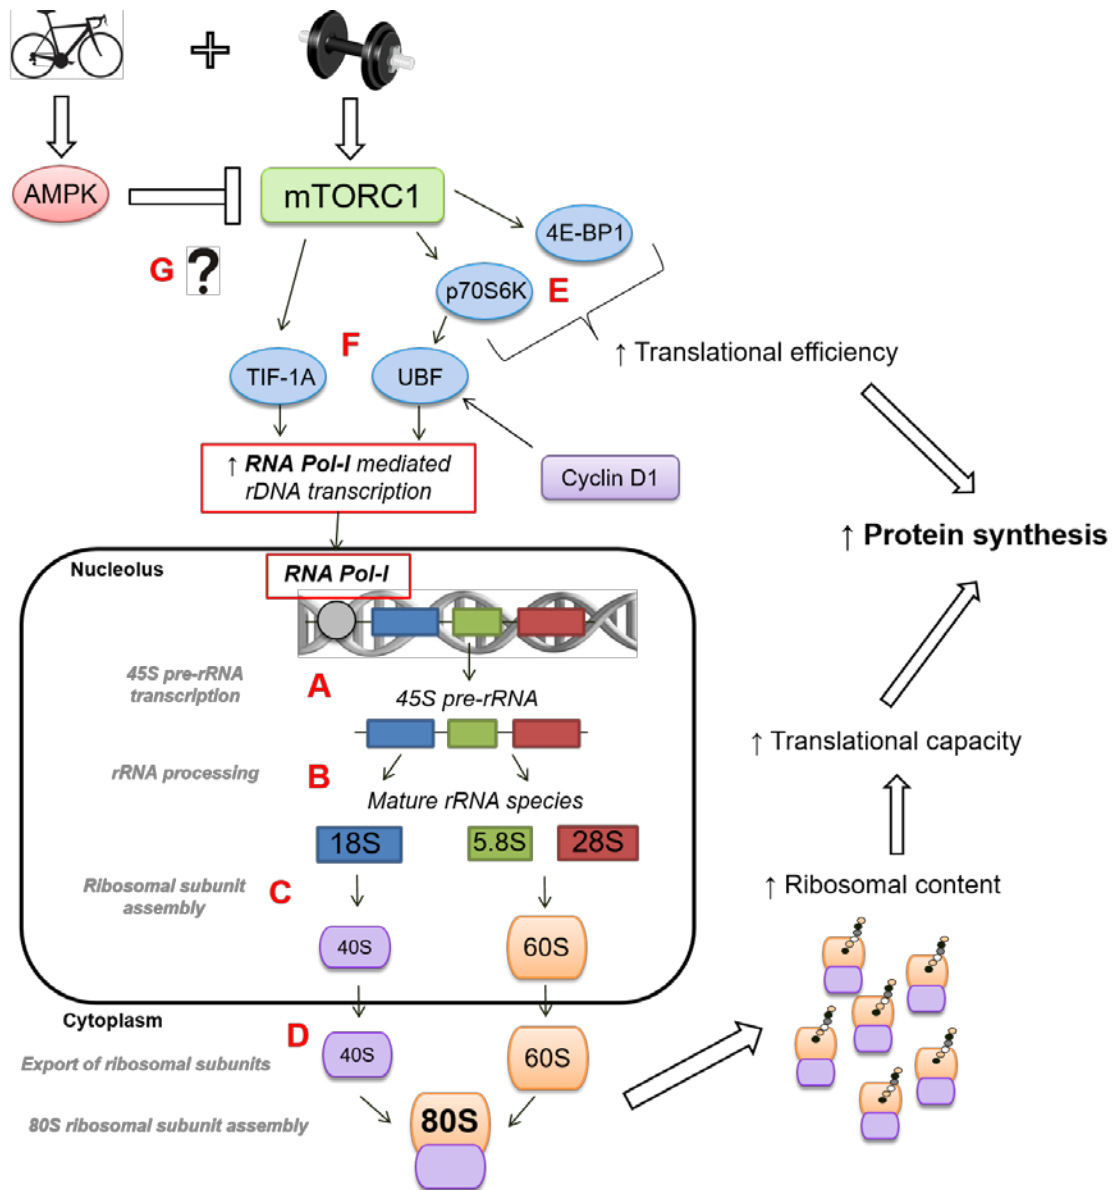 AMPK
mTORC1
4E-BP1
G ?
p70S6K
E
F
↑ Translational efficiency
TIF-1A
UBF
↑ RNA Pol-I mediated
rDNA transcription
Cyclin D1
↑ Protein synthesis
Nucleolus
RNA Pol-I
45S pre-rRNA
transcription
A
45S pre-rRNA
rRNA processing
B
Mature rRNA species
18S
5.8S
28S
↑ Translational capacity
Ribosomal subunit
assembly
C
40S
60S
↑ Ribosomal content
Cytoplasm
D
Export of ribosomal subunits
40S
60S
80S ribosomal subunit assembly
80S